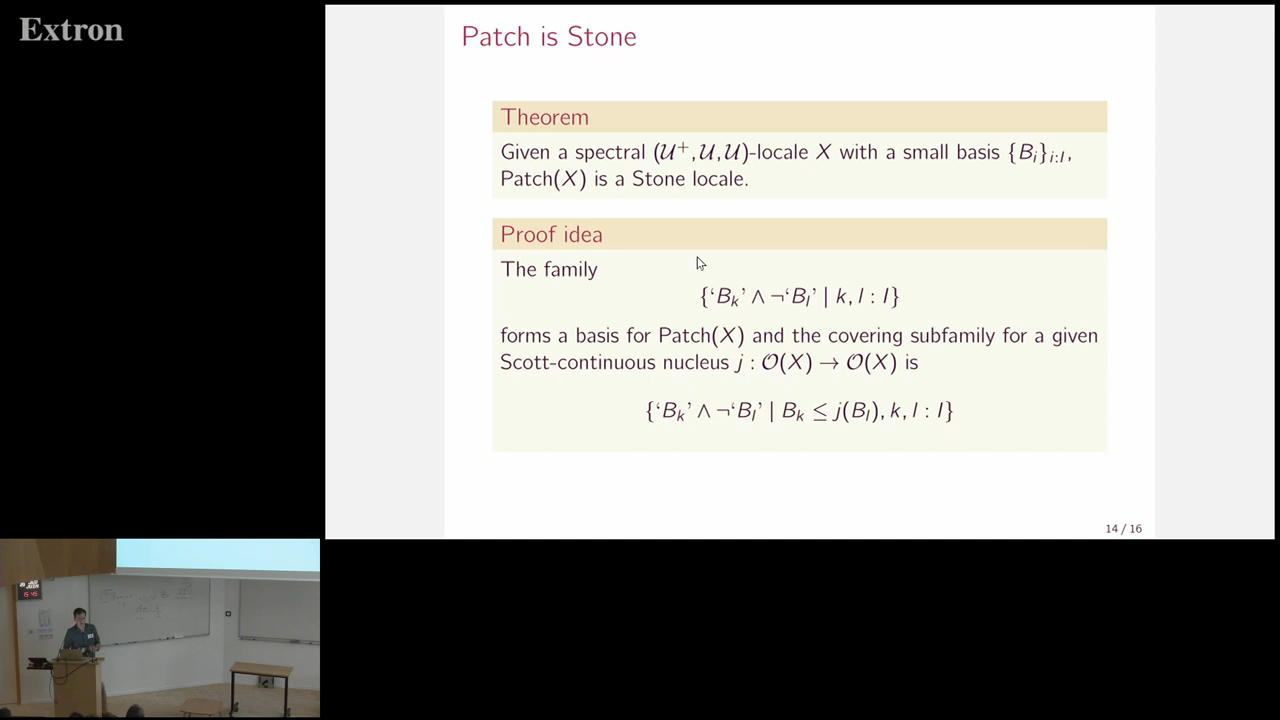 Extron
Patch is Stone
Theorem
Given a spectral (𝒰⁺, 𝒰, 𝒰)-locale X with a small basis {Bᵢ}ᵢ:I,
Patch(X) is a Stone locale.
Proof idea
The family
{‘Bₖ’ ∧ ¬‘Bₗ’ | k, l : I}
forms a basis for Patch(X) and the covering subfamily for a given
Scott-continuous nucleus j : 𝒪(X) → 𝒪(X) is
{‘Bₖ’ ∧ ¬‘Bₗ’ | Bₖ ≤ j(Bₗ), k, l : I}
14 / 16
15:45